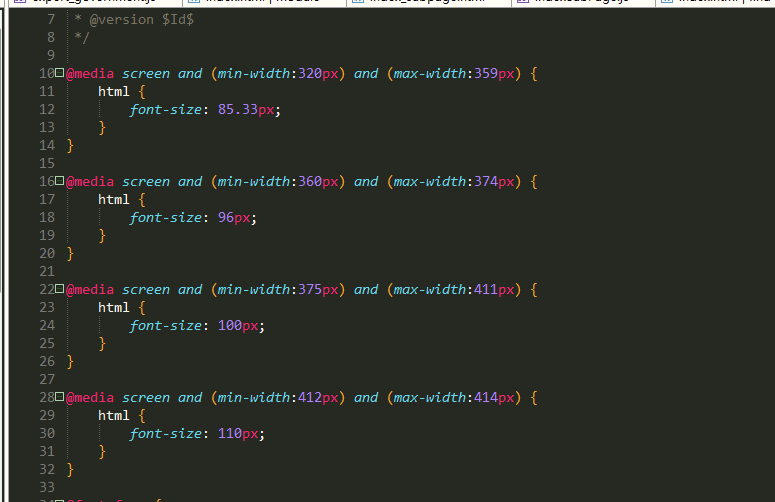 7 * @version $Id$
8 */
9
10 @media screen and (min-width:320px) and (max-width:359px) {
11 html {
12 font-size: 85.33px;
13 }
14 }
15
16 @media screen and (min-width:360px) and (max-width:374px) {
17 html {
18 font-size: 96px;
19 }
20 }
21
22 @media screen and (min-width:375px) and (max-width:411px) {
23 html {
24 font-size: 100px;
25 }
26 }
27
28 @media screen and (min-width:412px) and (max-width:414px) {
29 html {
30 font-size: 110px;
31 }
32 }
33